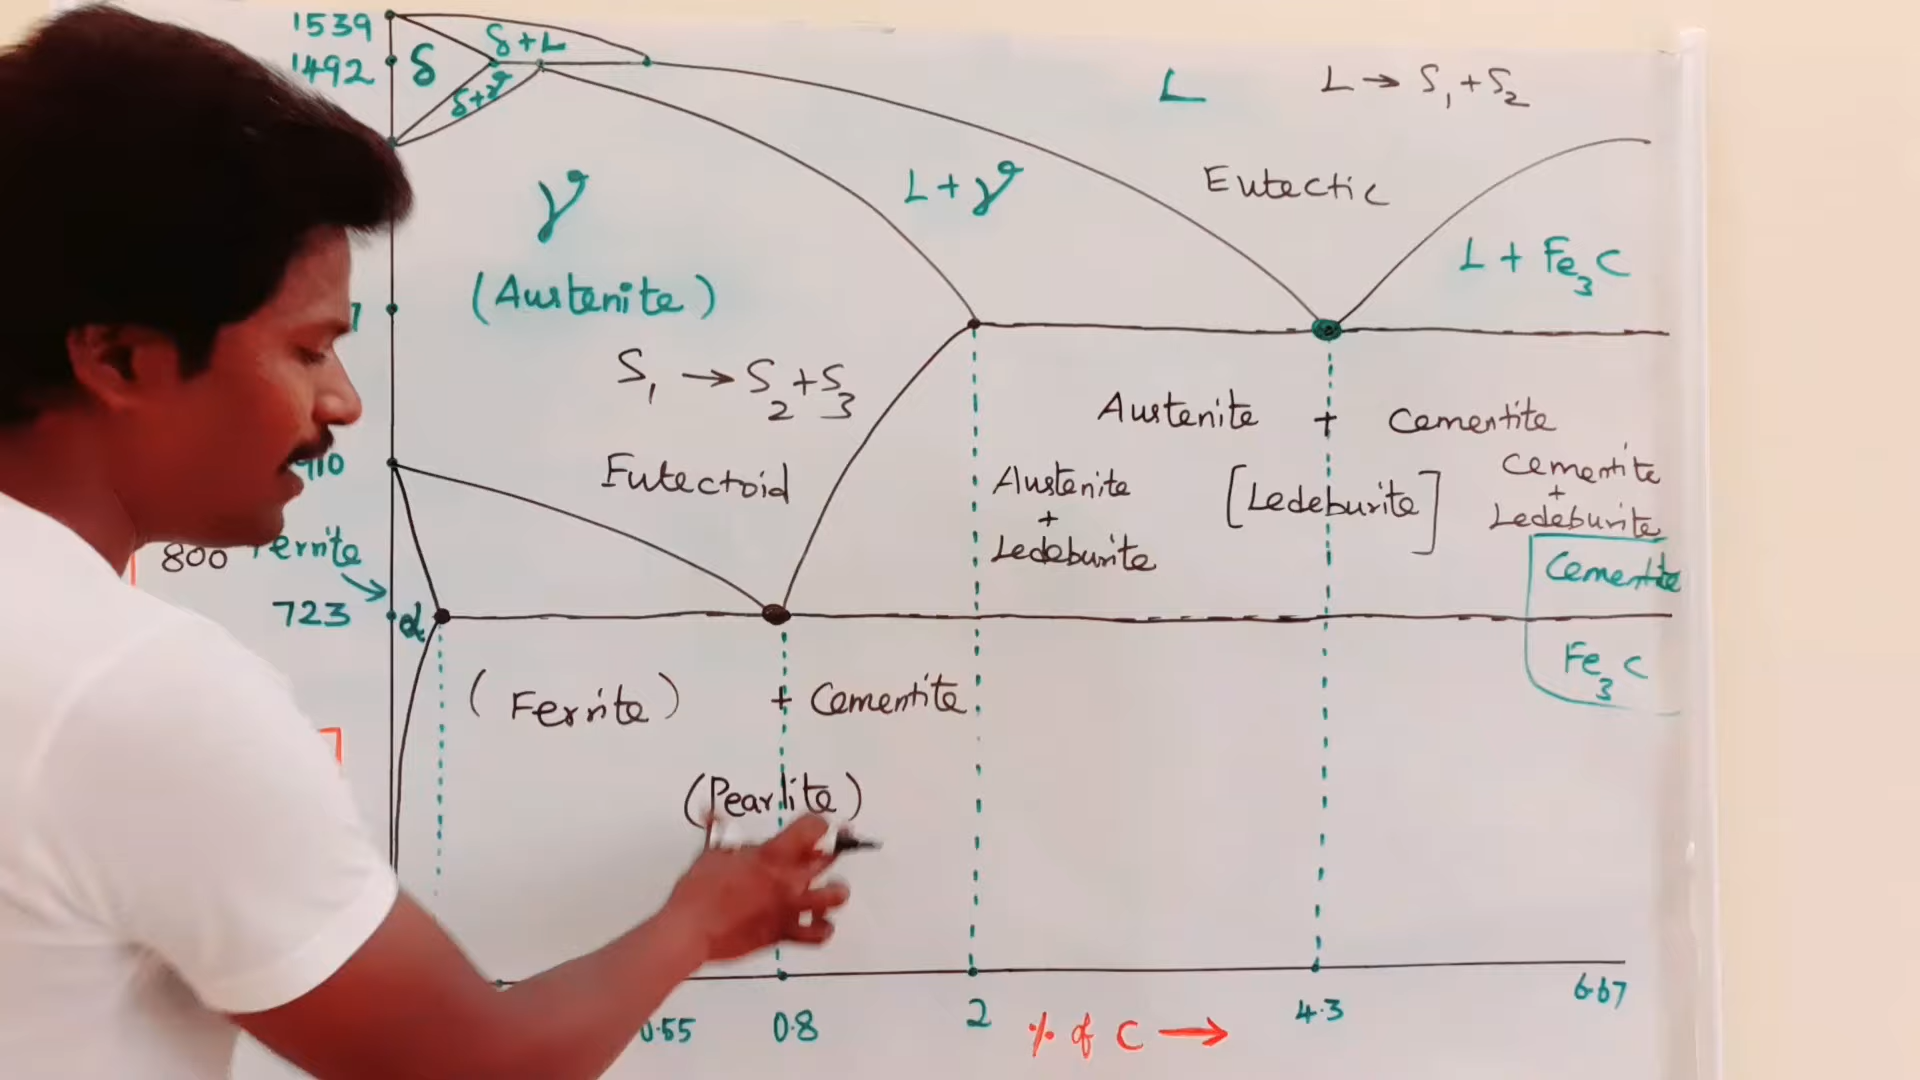 1539
1492
δ
δ+L
δ+γ
L
L → S₁ + S₂
γ
L + γ
Eutectic
L + Fe₃C
(Austenite)
S₁ → S₂ + S₃
Austenite + Cementite
Eutectoid
Austenite
+
Ledeburite
[Ledeburite]
Cementite
+
Ledeburite
910
800
Ferrite
723
α
Cementite
Fe₃C
(Ferrite) + Cementite
(Pearlite)
0.55
0.8
2
% of C →
4.3
6.67